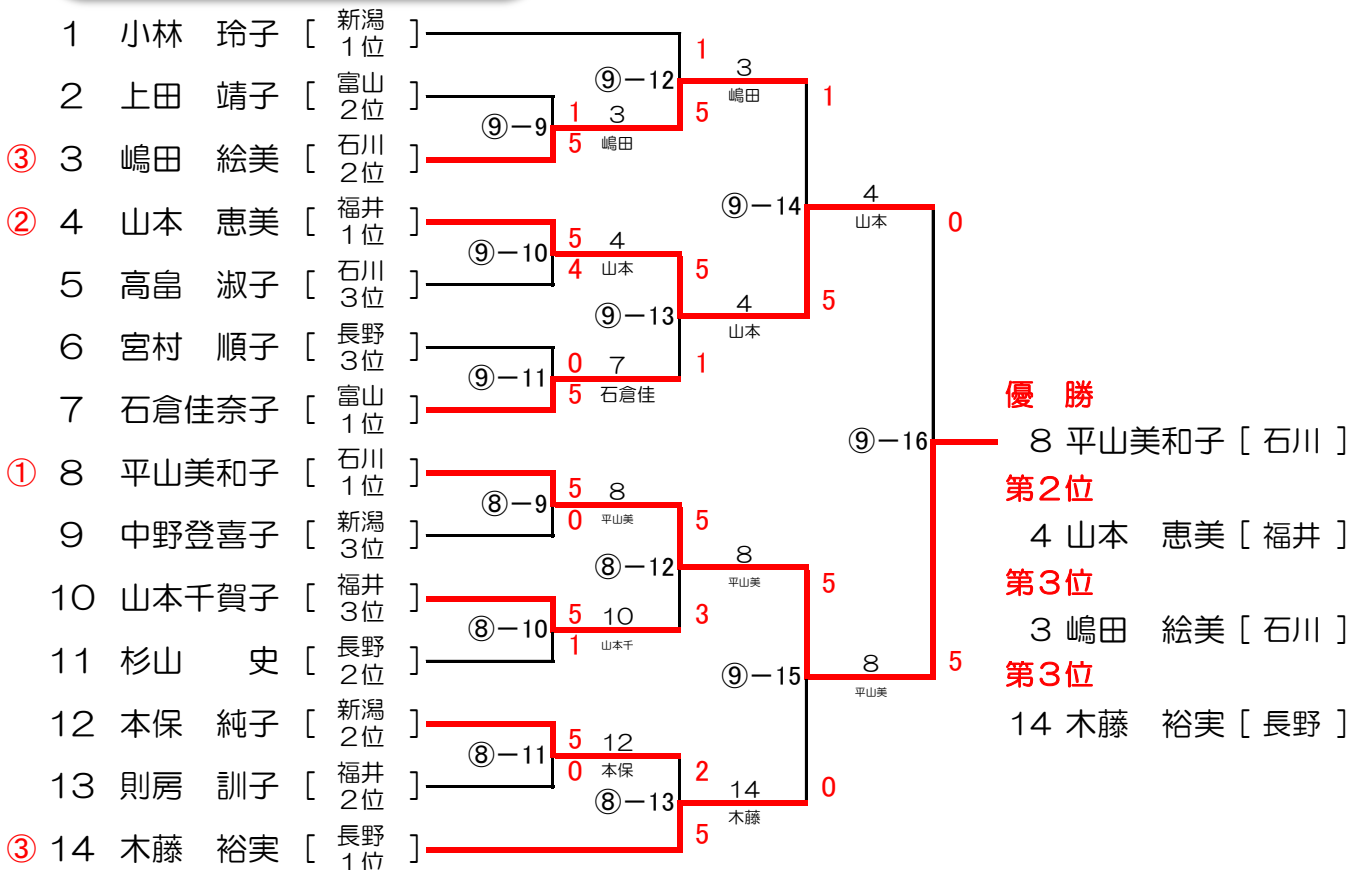 1 小林 玲子 [ 新潟 1位 ]
2 上田 靖子 [ 富山 2位 ]
③ 3 嶋田 絵美 [ 石川 2位 ]
② 4 山本 恵美 [ 福井 1位 ]
5 高畠 淑子 [ 石川 3位 ]
6 宮村 順子 [ 長野 3位 ]
7 石倉佳奈子 [ 富山 1位 ]
① 8 平山美和子 [ 石川 1位 ]
9 中野登喜子 [ 新潟 3位 ]
10 山本千賀子 [ 福井 3位 ]
11 杉山 史 [ 長野 2位 ]
12 本保 純子 [ 新潟 2位 ]
13 則房 訓子 [ 福井 2位 ]
③ 14 木藤 裕実 [ 長野 1位 ]
⑨−9
1
5
3
嶋田
⑨−10
5
4
4
山本
⑨−11
0
5
7
石倉佳
⑧−9
5
0
8
平山美
⑧−10
5
1
10
山本千
⑧−11
5
0
12
本保
⑨−12
1
5
3
嶋田
⑨−13
5
1
4
山本
⑧−12
5
3
8
平山美
⑧−13
2
5
14
木藤
⑨−14
1
5
4
山本
⑨−15
5
0
8
平山美
⑨−16
0
5
優 勝
8 平山美和子 [ 石川 ]
第2位
4 山本 恵美 [ 福井 ]
第3位
3 嶋田 絵美 [ 石川 ]
第3位
14 木藤 裕実 [ 長野 ]